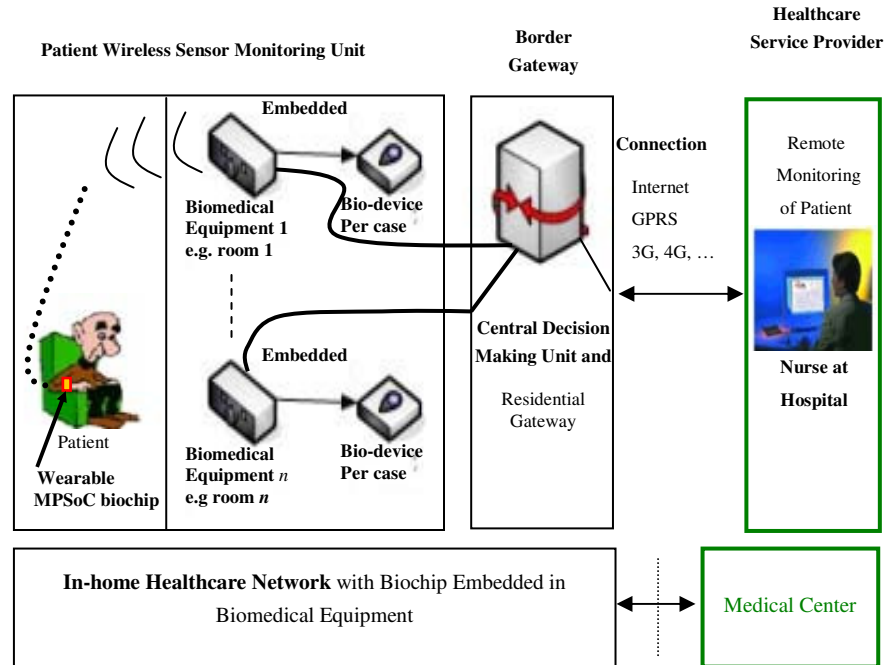 Healthcare
Service Provider
Patient Wireless Sensor Monitoring Unit
Border
Gateway
Embedded
Biomedical
Equipment 1
e.g. room 1
Bio-device
Per case
Embedded
Biomedical
Equipment n
e.g room n
Bio-device
Per case
Patient
Wearable
MPSoC biochip
Central Decision
Making Unit and
Residential
Gateway
Connection
Internet
GPRS
3G, 4G, …
Remote
Monitoring
of Patient
Nurse at
Hospital
In-home Healthcare Network with Biochip Embedded in
Biomedical Equipment
Medical Center